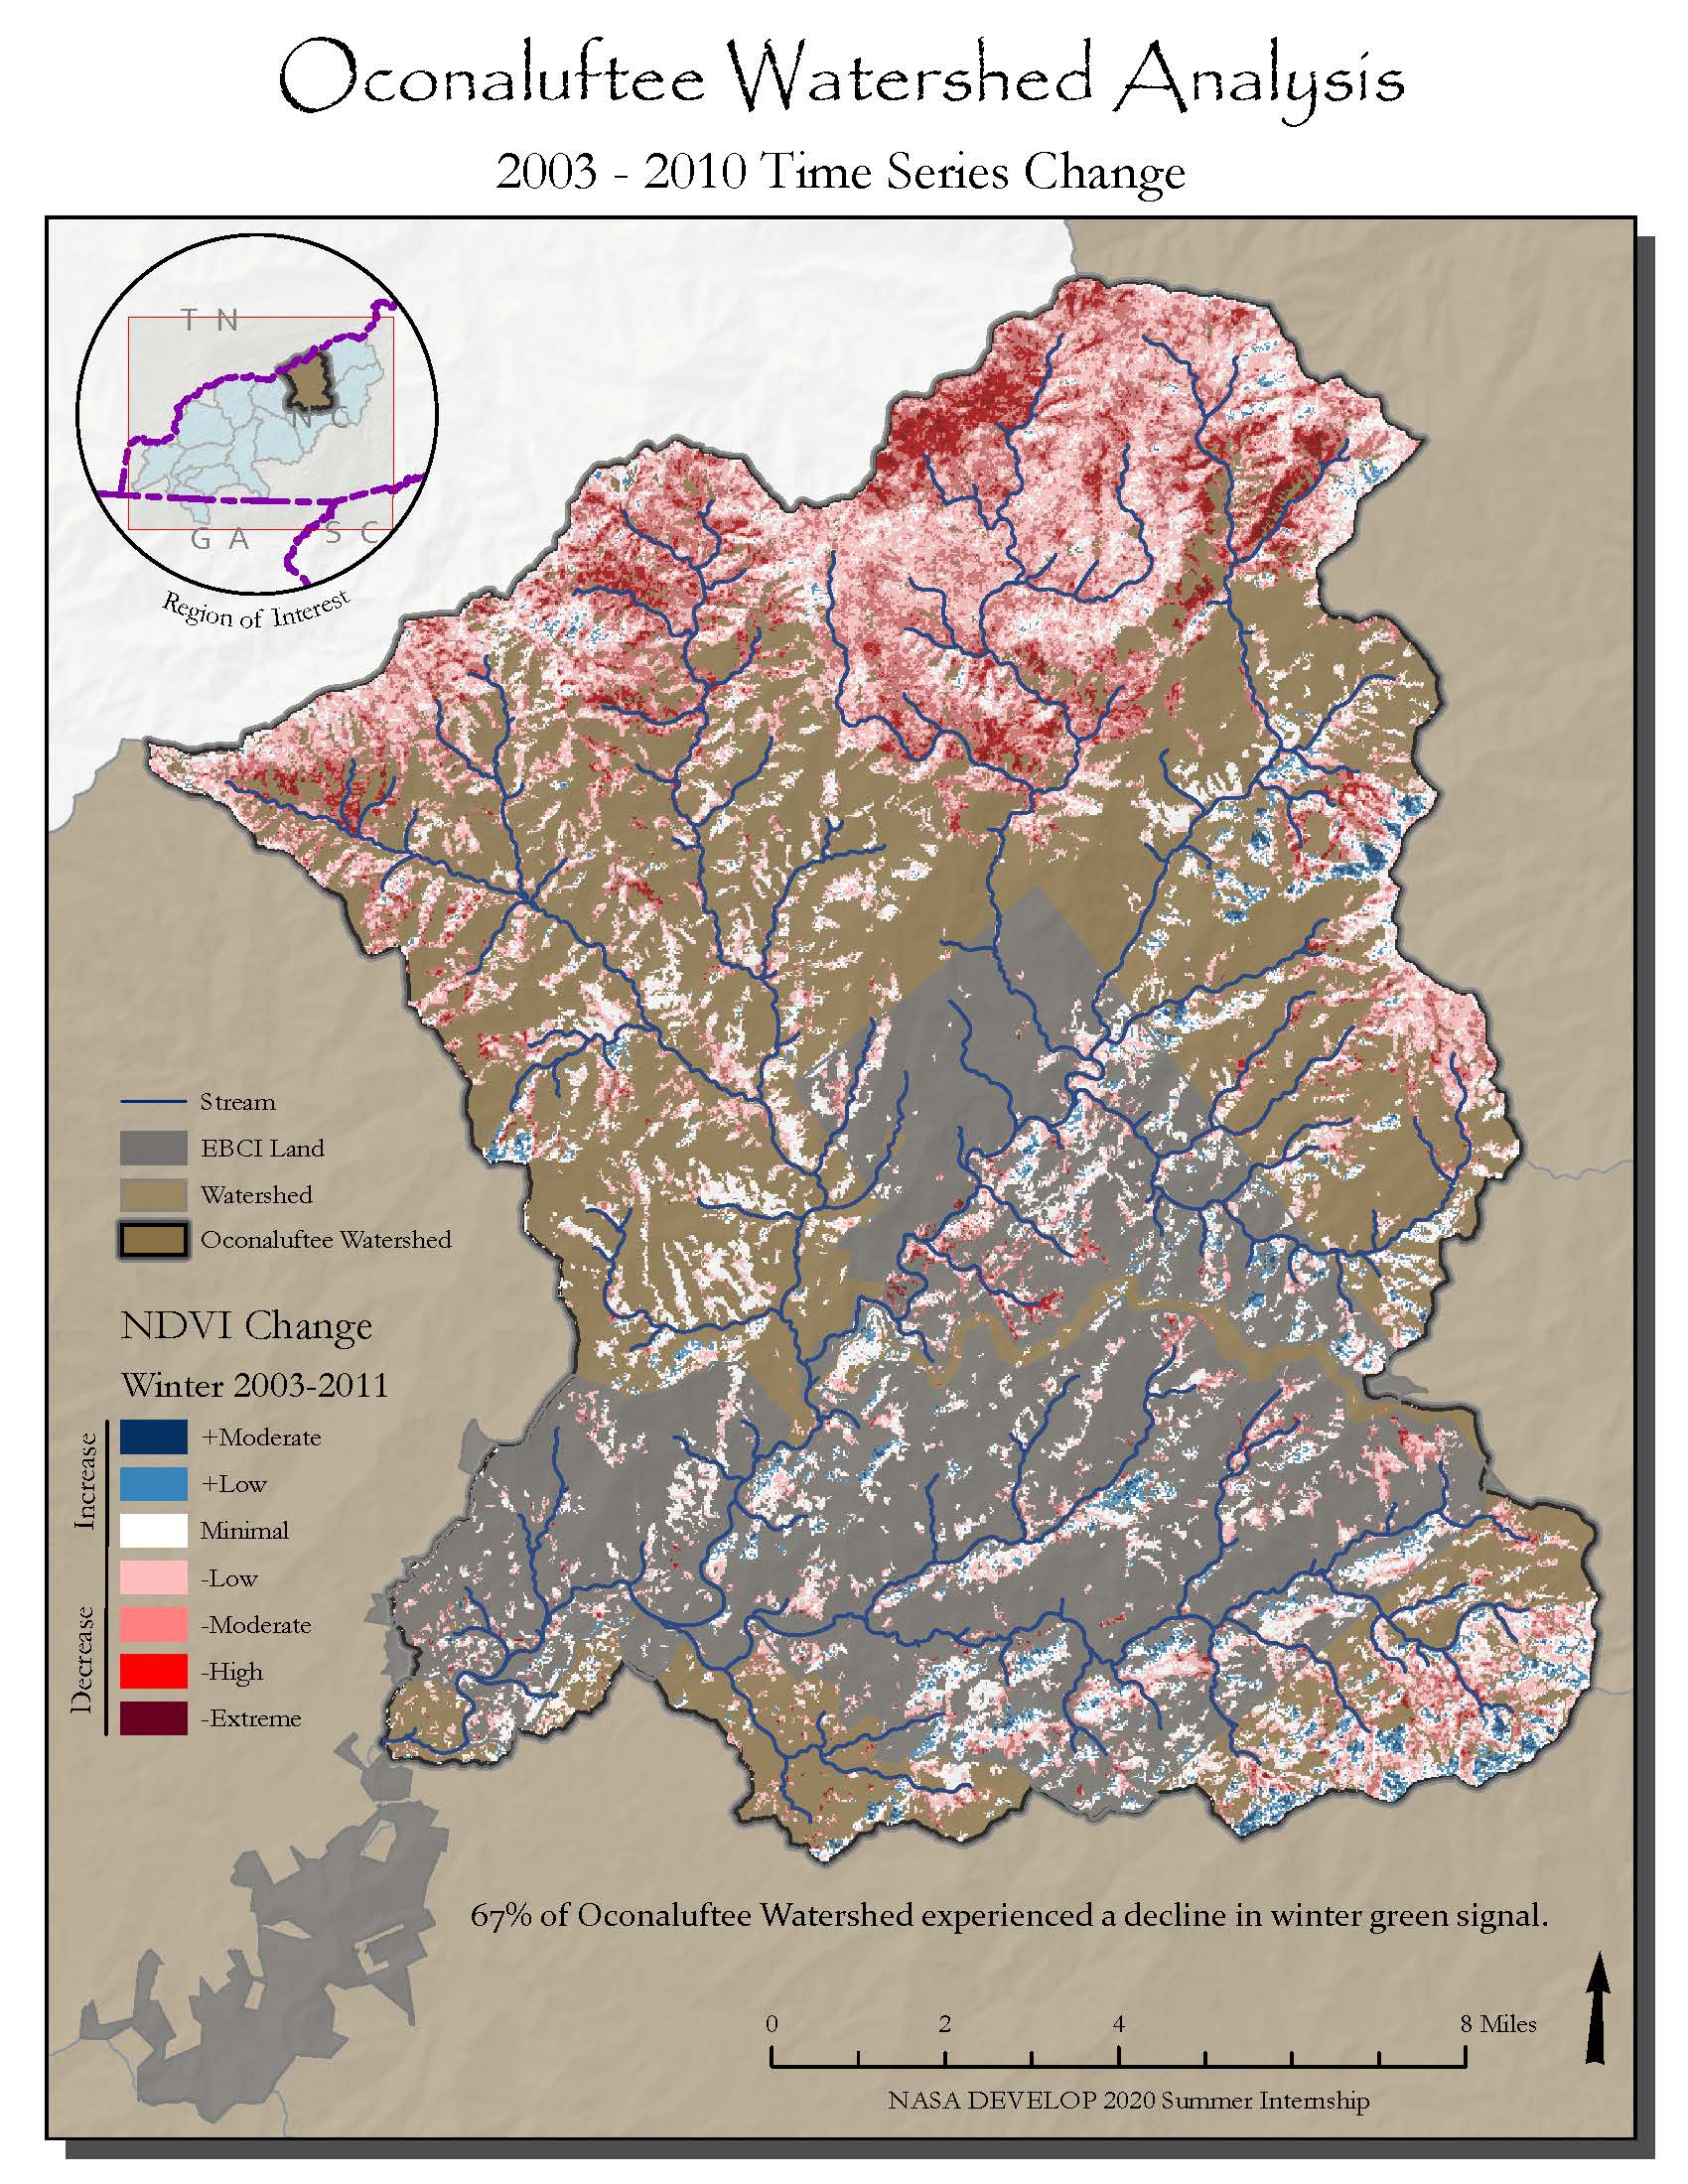 Oconaluftee Watershed Analysis
2003 - 2010 Time Series Change
T N
N C
G A
S C
Region of Interest
Stream
EBCI Land
Watershed
Oconaluftee Watershed
NDVI Change
Winter 2003-2011
Increase
+Moderate
+Low
Minimal
Decrease
-Low
-Moderate
-High
-Extreme
67% of Oconaluftee Watershed experienced a decline in winter green signal.
0 2 4 8 Miles
NASA DEVELOP 2020 Summer Internship